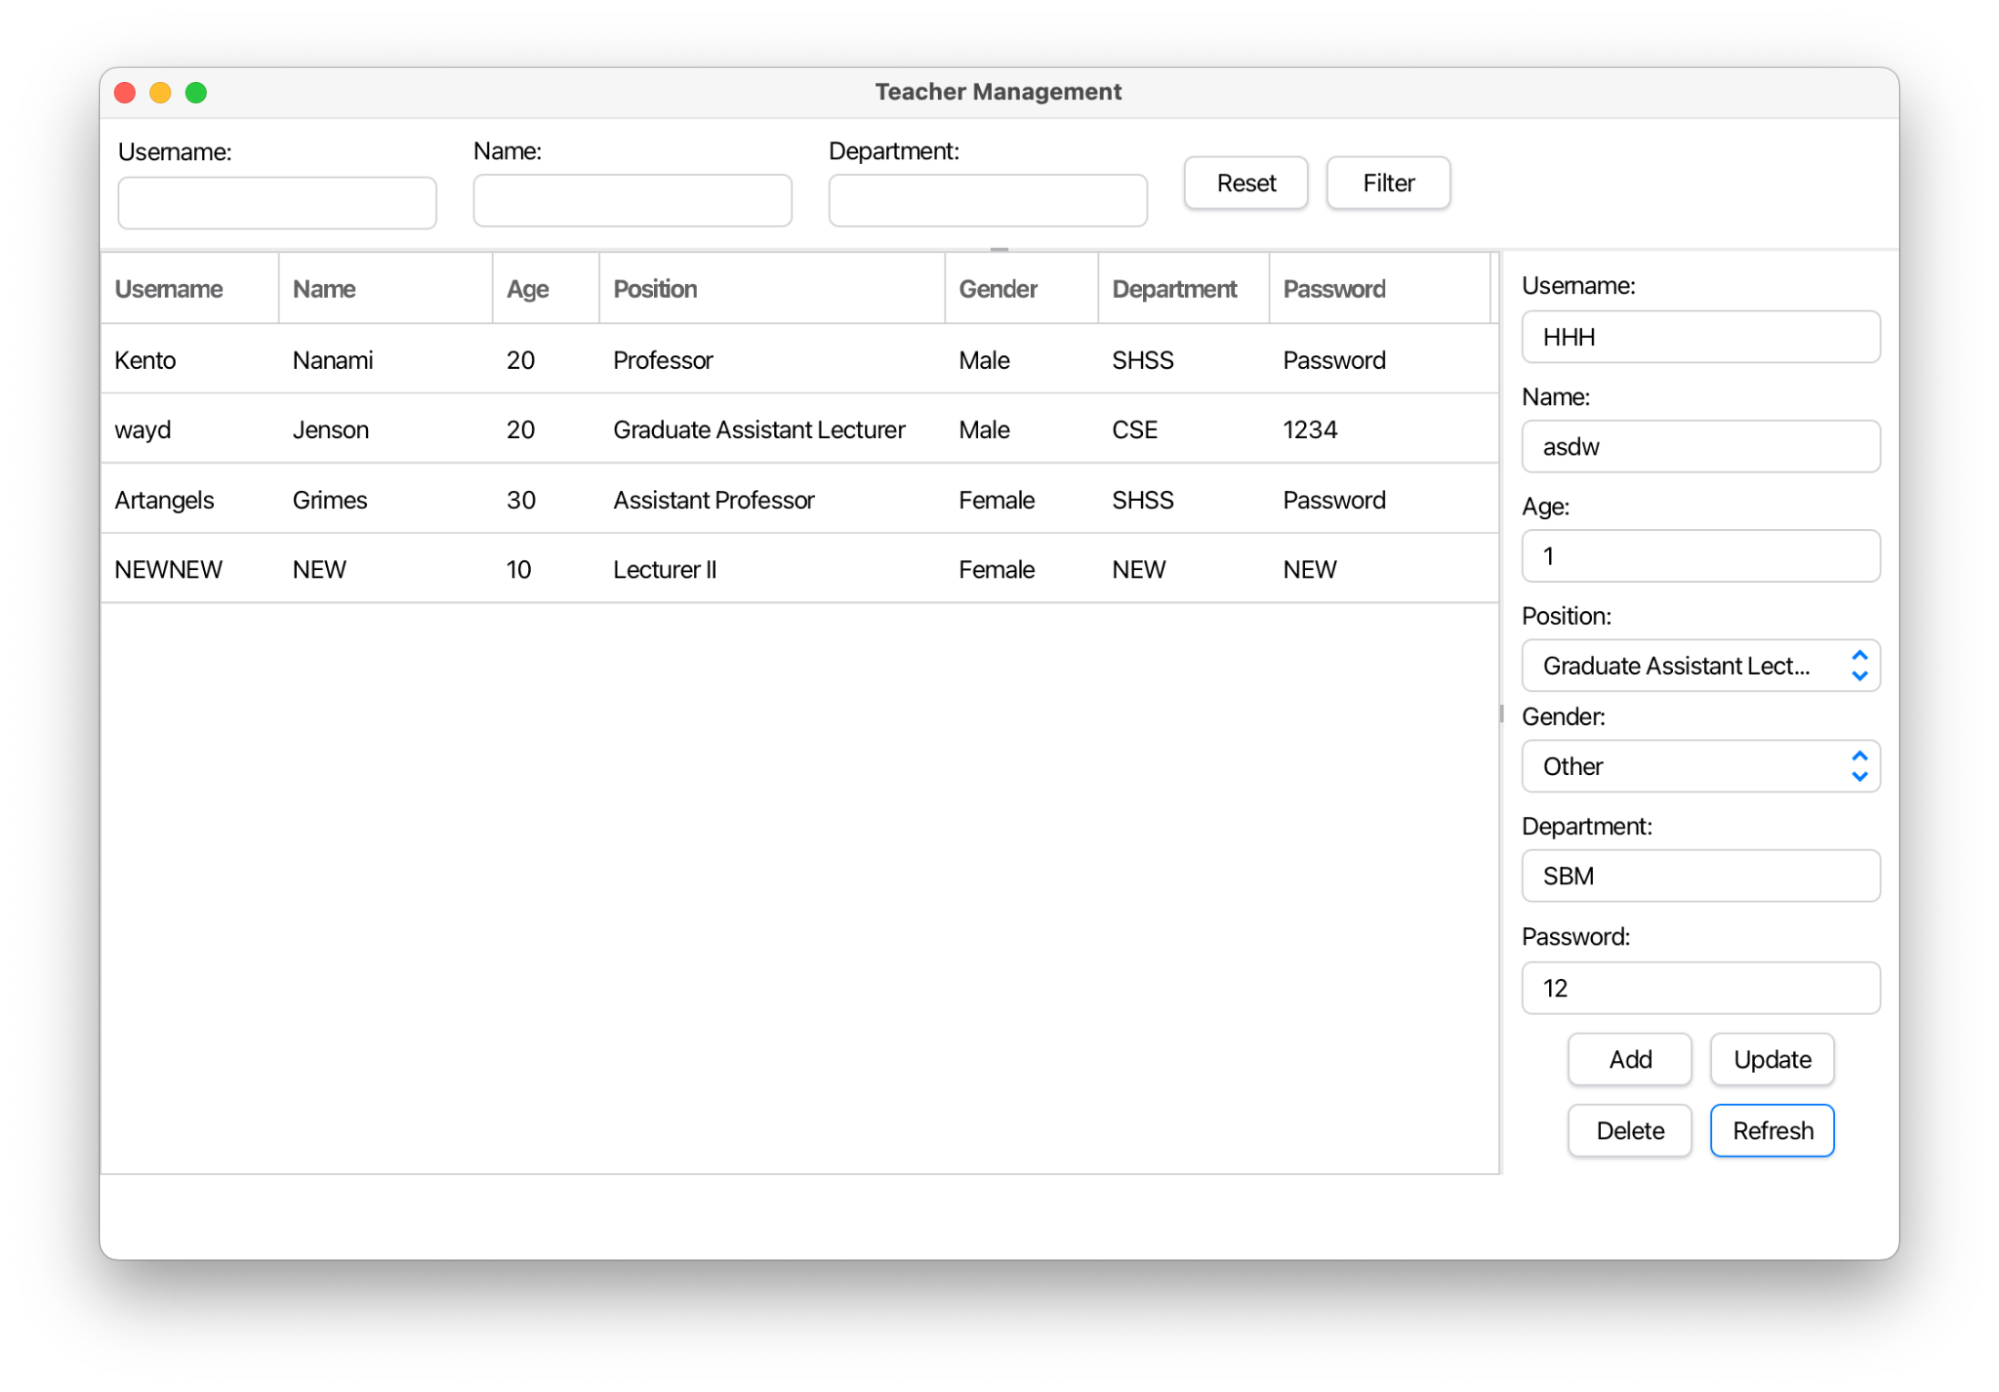 Teacher Management
Username: Name: Department:
Reset Filter
Username Name Age Position Gender Department Password
Kento Nanami 20 Professor Male SHSS Password
wayd Jenson 20 Graduate Assistant Lecturer Male CSE 1234
Artangels Grimes 30 Assistant Professor Female SHSS Password
NEWNEW NEW 10 Lecturer II Female NEW NEW
Username:
HHH
Name:
asdw
Age:
1
Position:
Graduate Assistant Lect...
Gender:
Other
Department:
SBM
Password:
12
Add Update
Delete Refresh